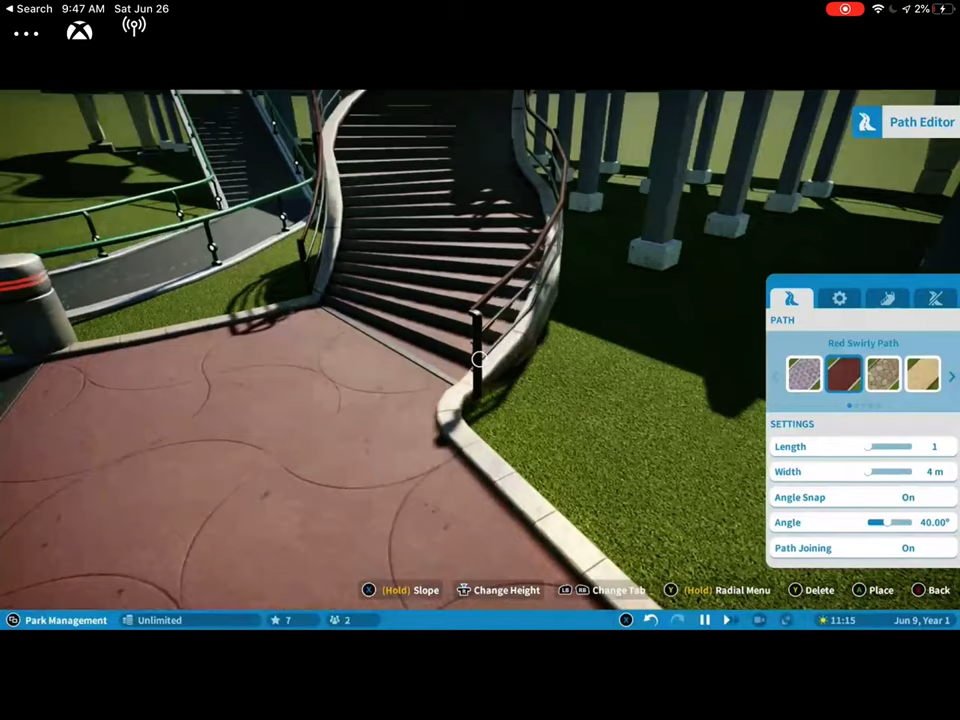 Search 9:47 AM Sat Jun 26 2%
Path Editor
PATH
Red Swirly Path
SETTINGS
Length 1
Width 4 m
Angle Snap On
Angle 40.00°
Path Joining On
X (Hold) Slope Change Height LB RB Change Tab Y (Hold) Radial Menu Y Delete A Place Back
Park Management Unlimited 7 2 X 11:15 Jun 9, Year 1